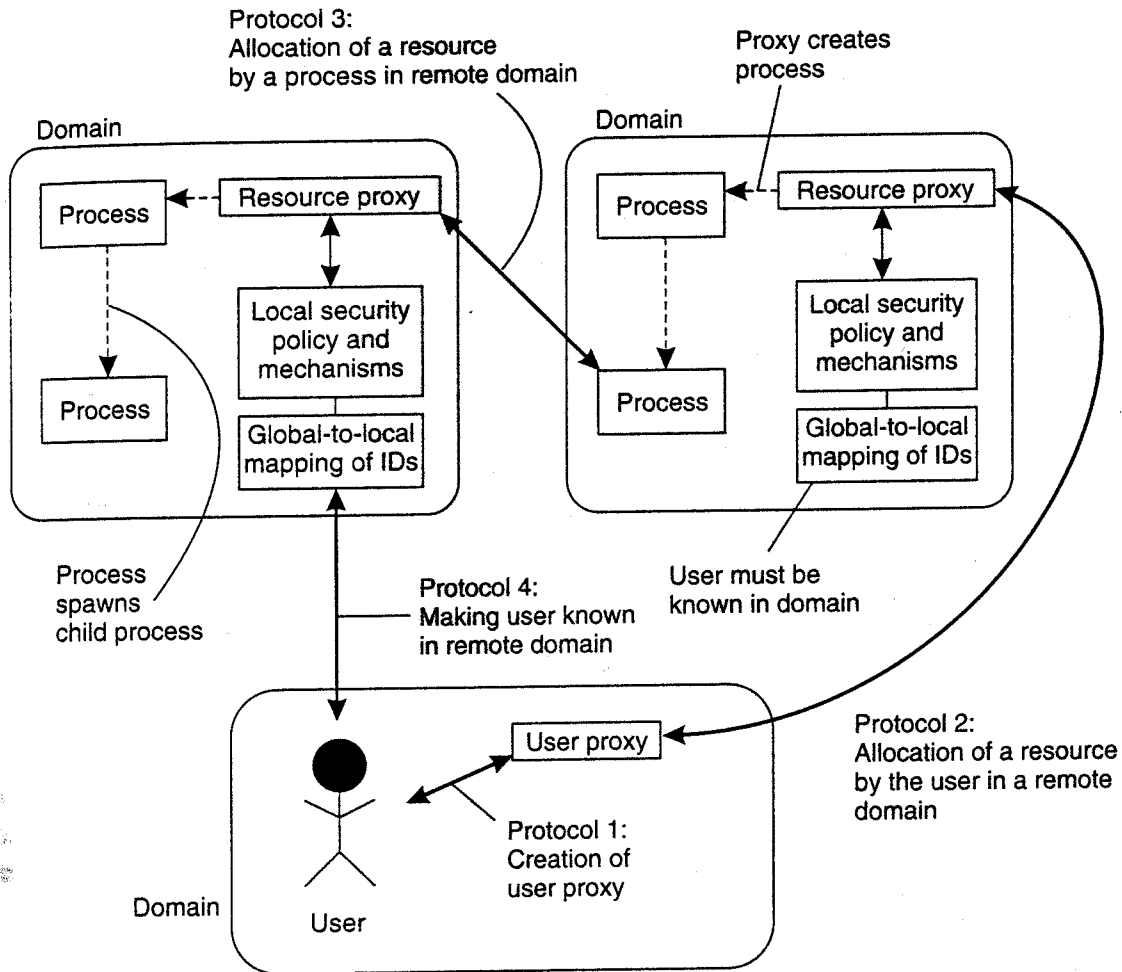 Protocol 3:
Allocation of a resource
by a process in remote domain
Proxy creates
process
Domain
Process
Resource proxy
Local security
policy and
mechanisms
Process
Global-to-local
mapping of IDs
Domain
Process
Resource proxy
Local security
policy and
mechanisms
Process
Global-to-local
mapping of IDs
Process
spawns
child process
Protocol 4:
Making user known
in remote domain
User must be
known in domain
User proxy
Protocol 2:
Allocation of a resource
by the user in a remote
domain
Protocol 1:
Creation of
user proxy
Domain
User